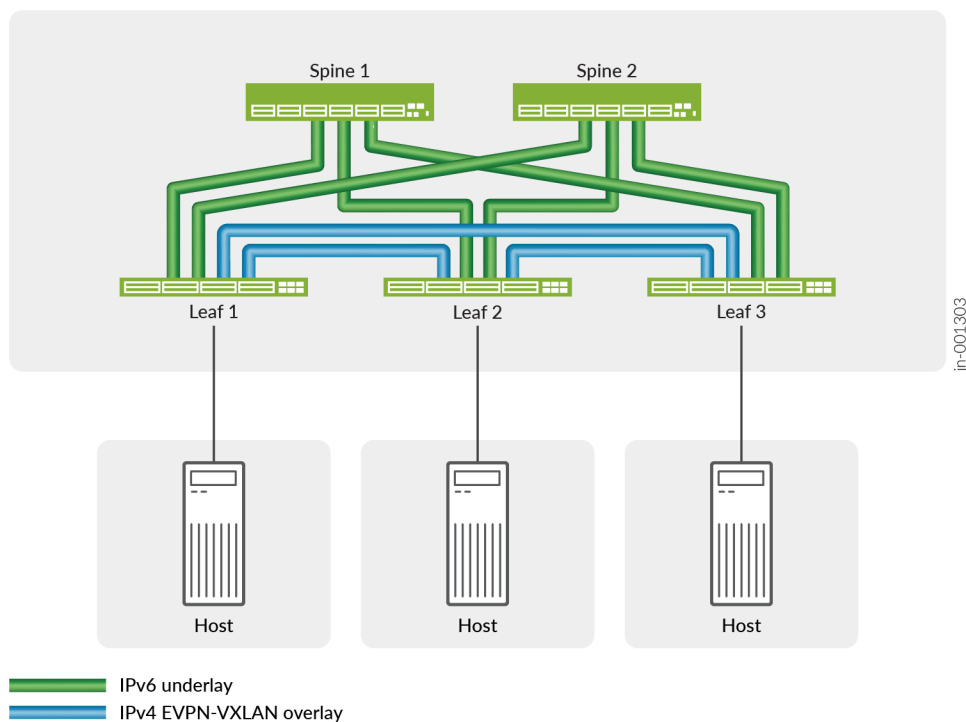 Spine 1
Spine 2
Leaf 1
Leaf 2
Leaf 3
in-001303
Host
Host
Host
IPv6 underlay
IPv4 EVPN-VXLAN overlay